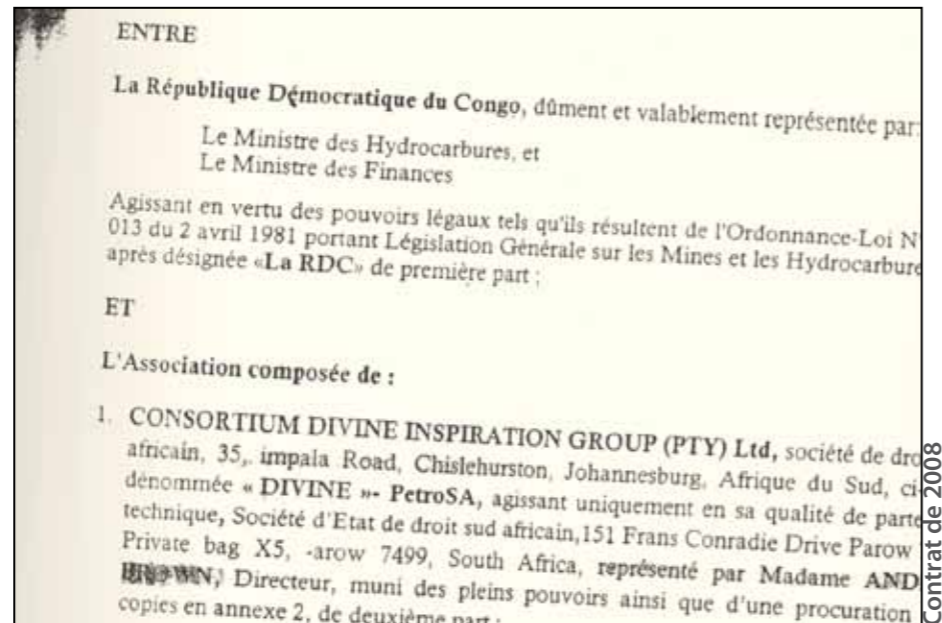 ENTRE
La République Démocratique du Congo, dûment et valablement représentée par:
Le Ministre des Hydrocarbures, et
Le Ministre des Finances
Agissant en vertu des pouvoirs légaux tels qu'ils résultent de l'Ordonnance-Loi N
013 du 2 avril 1981 portant Législation Générale sur les Mines et les Hydrocarbure
après désignée «La RDC» de première part ;
ET
L'Association composée de :
1. CONSORTIUM DIVINE INSPIRATION GROUP (PTY) Ltd, société de dro
africain, 35,. impala Road, Chislehurston, Johannesburg, Afrique du Sud, ci
dénommée « DIVINE »- PetroSA, agissant uniquement en sa qualité de parte
technique, Société d'Etat de droit sud africain,151 Frans Conradie Drive Parow
Private bag X5, -arow 7499, South Africa, représenté par Madame AND
BROWN, Directeur, muni des pleins pouvoirs ainsi que d'une procuration
copies en annexe 2, de deuxième part ;
Contrat de 2008